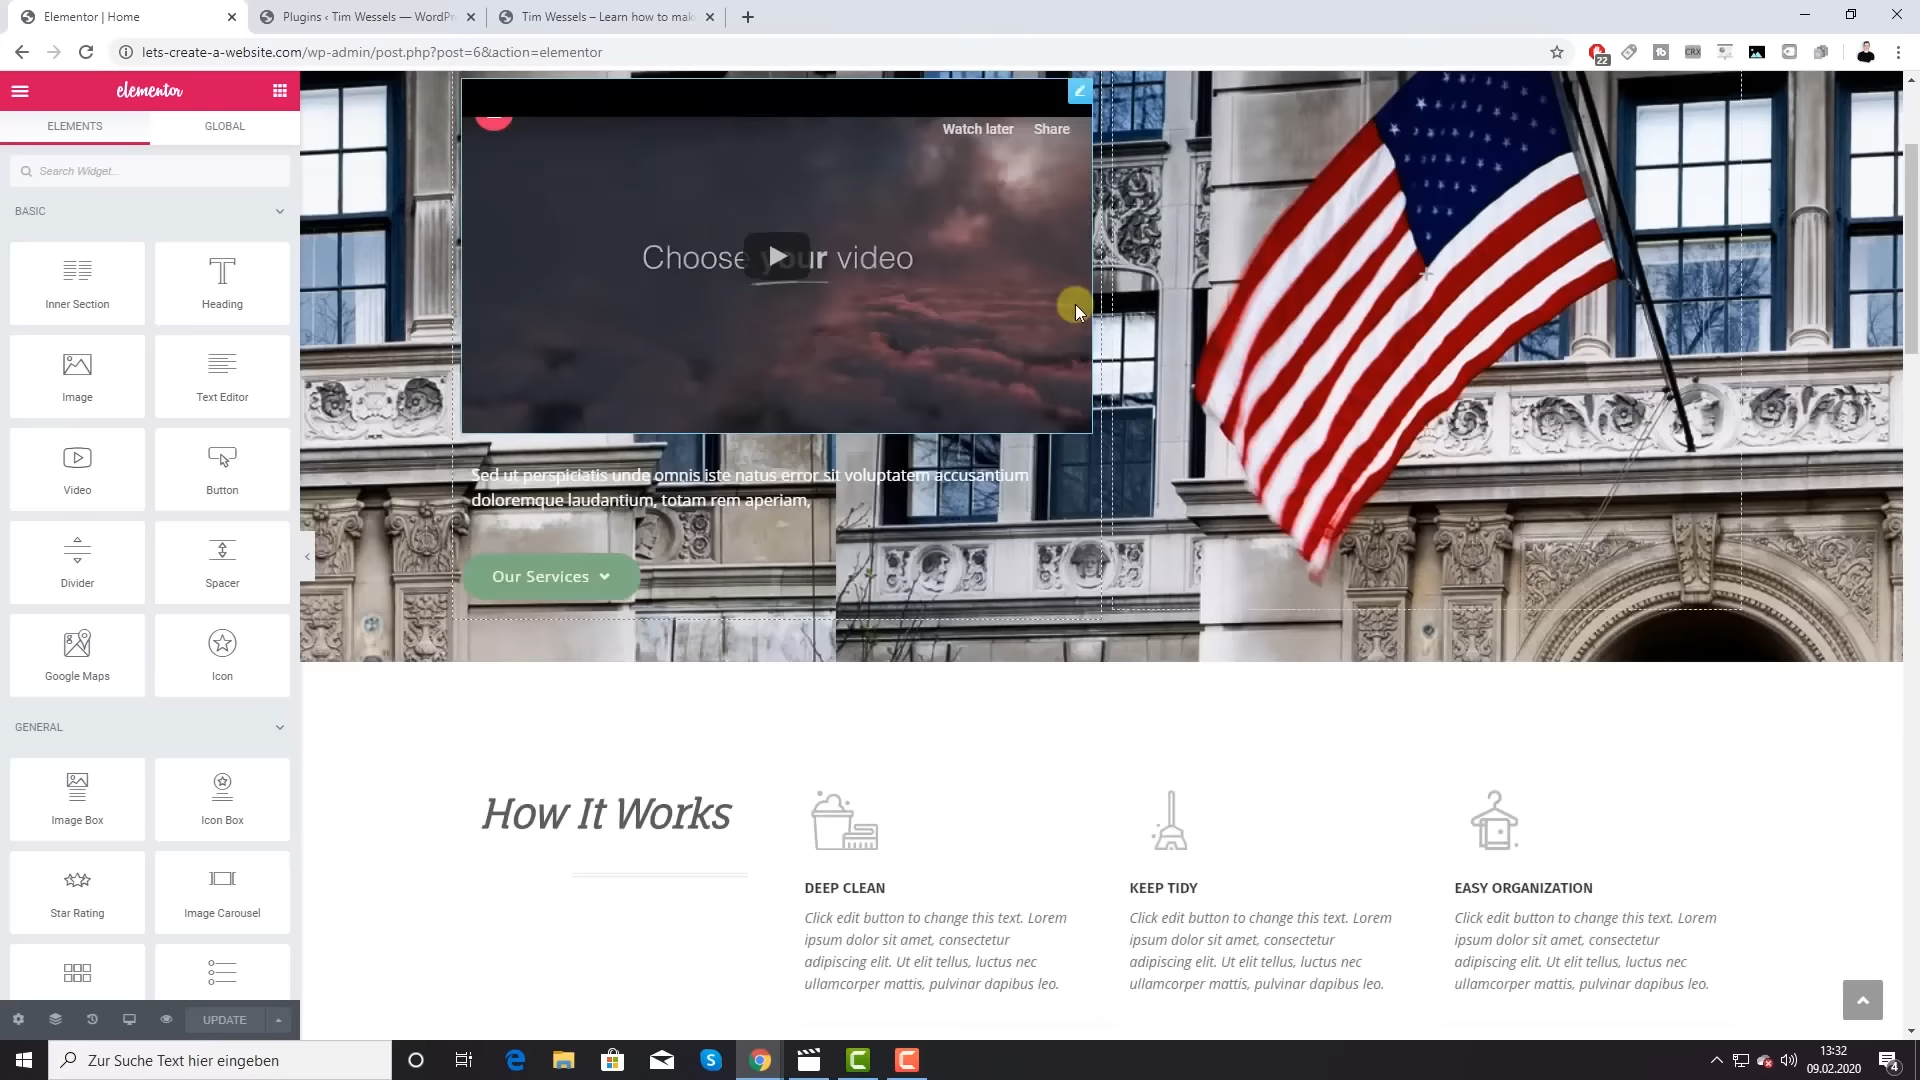 Elementor | Home
Plugins ‹ Tim Wessels — WordPr
Tim Wessels – Learn how to mak
lets-create-a-website.com/wp-admin/post.php?post=6&action=elementor
22
elementor
ELEMENTS
GLOBAL
Search Widget...
BASIC
Inner Section
Heading
Image
Text Editor
Video
Button
Divider
Spacer
Google Maps
Icon
GENERAL
Image Box
Icon Box
Star Rating
Image Carousel
UPDATE
Watch later
Share
Choose your video
Sed ut perspiciatis unde omnis iste natus error sit voluptatem accusantium
doloremque laudantium, totam rem aperiam,
Our Services
How It Works
DEEP CLEAN
Click edit button to change this text. Lorem
ipsum dolor sit amet, consectetur
adipiscing elit. Ut elit tellus, luctus nec
ullamcorper mattis, pulvinar dapibus leo.
KEEP TIDY
Click edit button to change this text. Lorem
ipsum dolor sit amet, consectetur
adipiscing elit. Ut elit tellus, luctus nec
ullamcorper mattis, pulvinar dapibus leo.
EASY ORGANIZATION
Click edit button to change this text. Lorem
ipsum dolor sit amet, consectetur
adipiscing elit. Ut elit tellus, luctus nec
ullamcorper mattis, pulvinar dapibus leo.
Zur Suche Text hier eingeben
13:32
09.02.2020
4